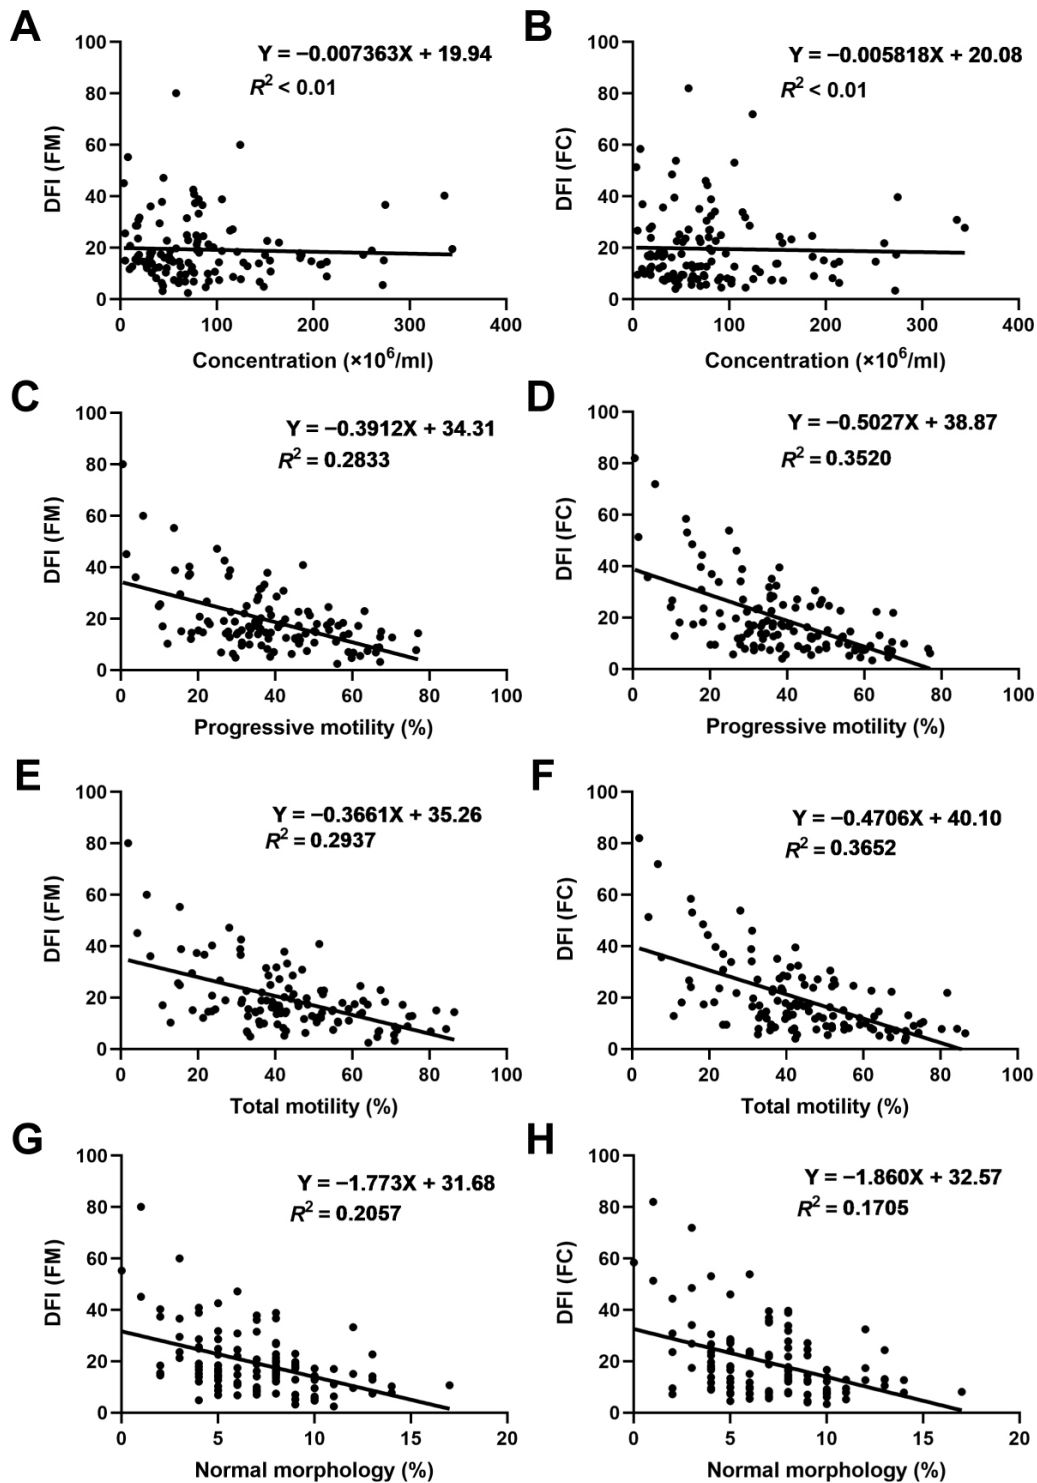 A
Y = −0.007363X + 19.94
R² < 0.01
DFI (FM)
100
80
60
40
20
0
0 100 200 300 400
Concentration (×10⁶/ml)
B
Y = −0.005818X + 20.08
R² < 0.01
DFI (FC)
100
80
60
40
20
0
0 100 200 300 400
Concentration (×10⁶/ml)
C
Y = −0.3912X + 34.31
R² = 0.2833
DFI (FM)
100
80
60
40
20
0
0 20 40 60 80 100
Progressive motility (%)
D
Y = −0.5027X + 38.87
R² = 0.3520
DFI (FC)
100
80
60
40
20
0
0 20 40 60 80 100
Progressive motility (%)
E
Y = −0.3661X + 35.26
R² = 0.2937
DFI (FM)
100
80
60
40
20
0
0 20 40 60 80 100
Total motility (%)
F
Y = −0.4706X + 40.10
R² = 0.3652
DFI (FC)
100
80
60
40
20
0
0 20 40 60 80 100
Total motility (%)
G
Y = −1.773X + 31.68
R² = 0.2057
DFI (FM)
100
80
60
40
20
0
0 5 10 15 20
Normal morphology (%)
H
Y = −1.860X + 32.57
R² = 0.1705
DFI (FC)
100
80
60
40
20
0
0 5 10 15 20
Normal morphology (%)